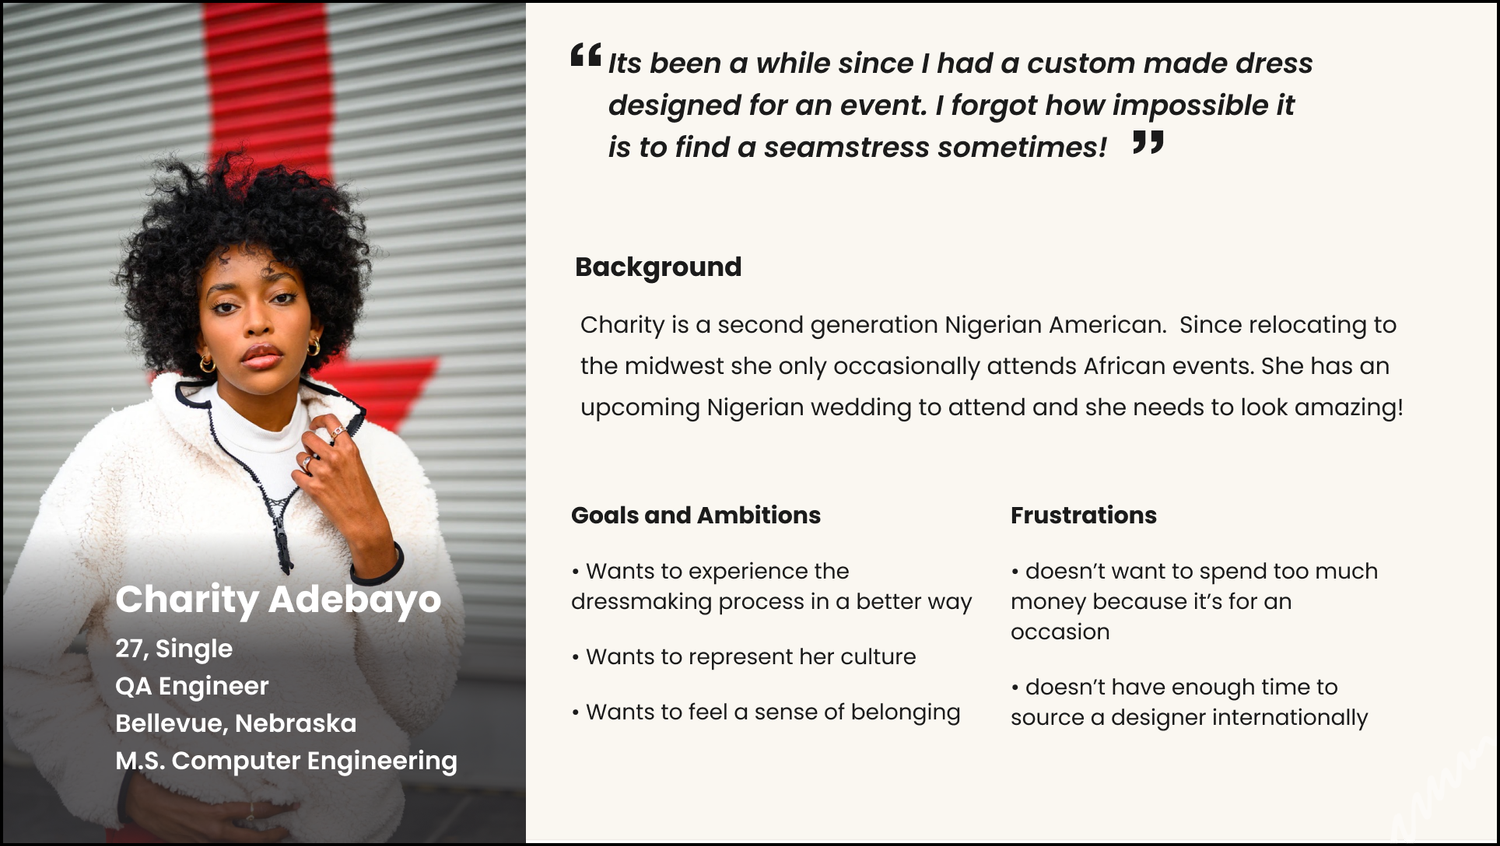 “ Its been a while since I had a custom made dress
designed for an event. I forgot how impossible it
is to find a seamstress sometimes! ”
Background
Charity is a second generation Nigerian American.  Since relocating to
the midwest she only occasionally attends African events. She has an
upcoming Nigerian wedding to attend and she needs to look amazing!
Goals and Ambitions
• Wants to experience the
dressmaking process in a better way
• Wants to represent her culture
• Wants to feel a sense of belonging
Frustrations
• doesn’t want to spend too much
money because it’s for an
occasion
• doesn’t have enough time to
source a designer internationally
Charity Adebayo
27, Single
QA Engineer
Bellevue, Nebraska
M.S. Computer Engineering